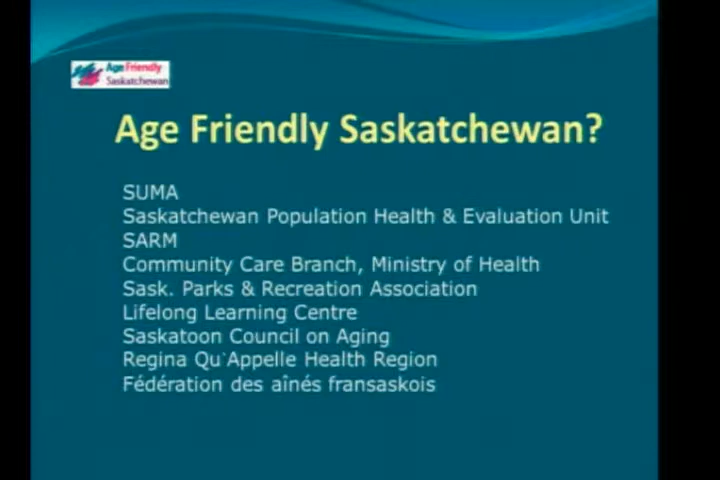 Age Friendly
Saskatchewan
Age Friendly Saskatchewan?
SUMA
Saskatchewan Population Health & Evaluation Unit
SARM
Community Care Branch, Ministry of Health
Sask. Parks & Recreation Association
Lifelong Learning Centre
Saskatoon Council on Aging
Regina Qu`Appelle Health Region
Fédération des aînés fransaskois